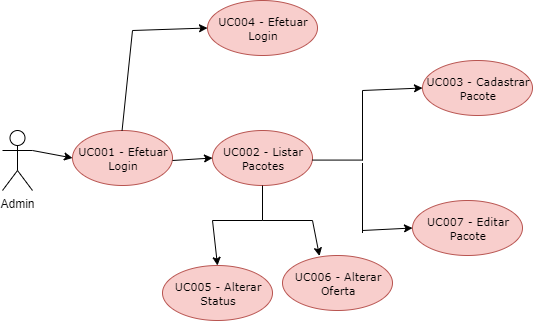 UC004 - Efetuar
Login
UC003 - Cadastrar
Pacote
UC001 - Efetuar
Login
UC002 - Listar
Pacotes
Admin
UC007 - Editar
Pacote
UC005 - Alterar
Status
UC006 - Alterar
Oferta